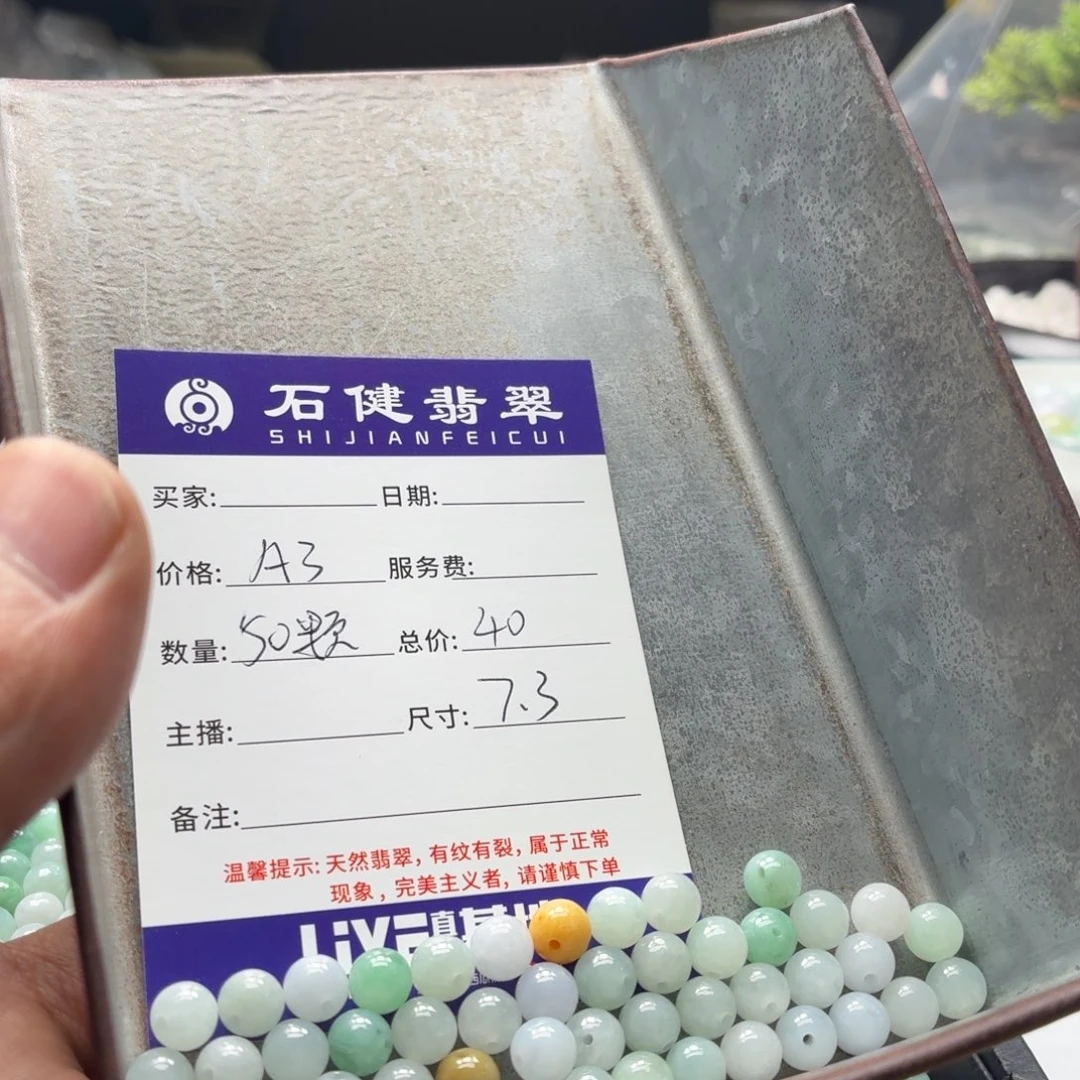 石健翡翠
SHIJIANFEICUI
买家: 日期:
价格: A3 服务费:
数量: 50颗 总价: 40
主播: 尺寸: 7.3
备注:
温馨提示: 天然翡翠, 有纹有裂, 属于正常
现象, 完美主义者, 请谨慎下单